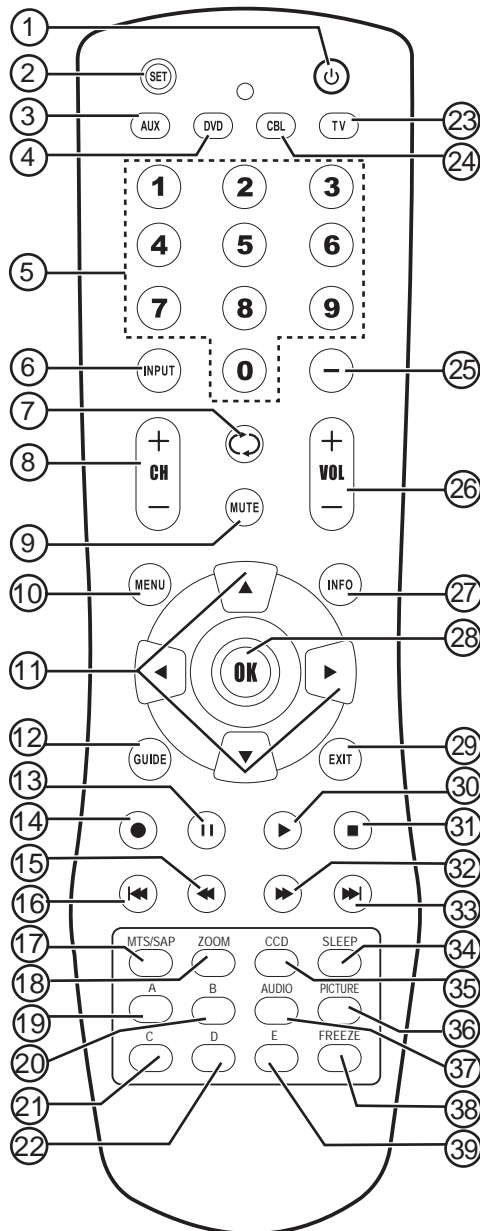 1
2 SET
3 AUX DVD CBL TV 23
4 24
1 2 3
5 4 5 6
7 8 9
6 INPUT 0 − 25
7
8 + CH − + VOL − 26
9 MUTE
10 MENU INFO 27
11 OK 28
12 GUIDE EXIT 29
13 30
14 31
15 32
16 33
17 MTS/SAP ZOOM CCD SLEEP 34
18 35
19 A B AUDIO PICTURE 36
20 37
21 C D E FREEZE 38
22 39